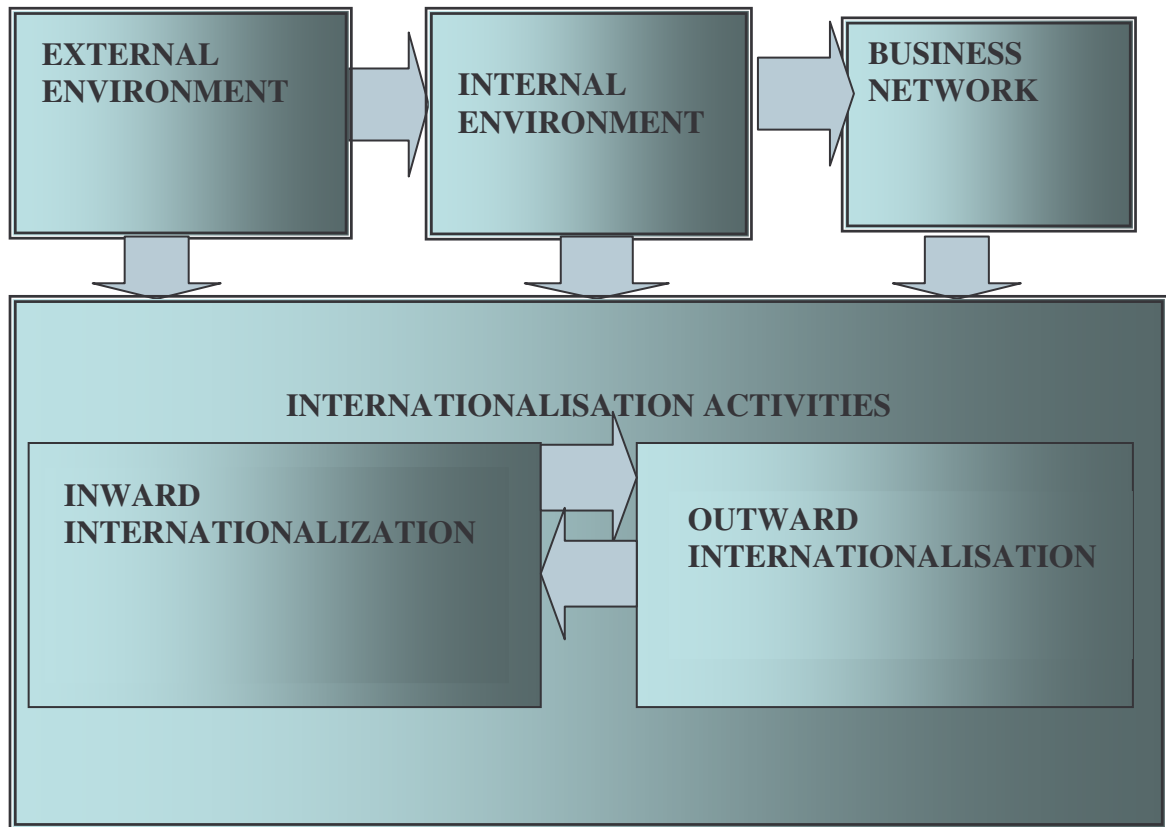 EXTERNAL
ENVIRONMENT
INTERNAL
ENVIRONMENT
BUSINESS
NETWORK
INTERNATIONALISATION ACTIVITIES
INWARD
INTERNATIONALIZATION
OUTWARD
INTERNATIONALISATION